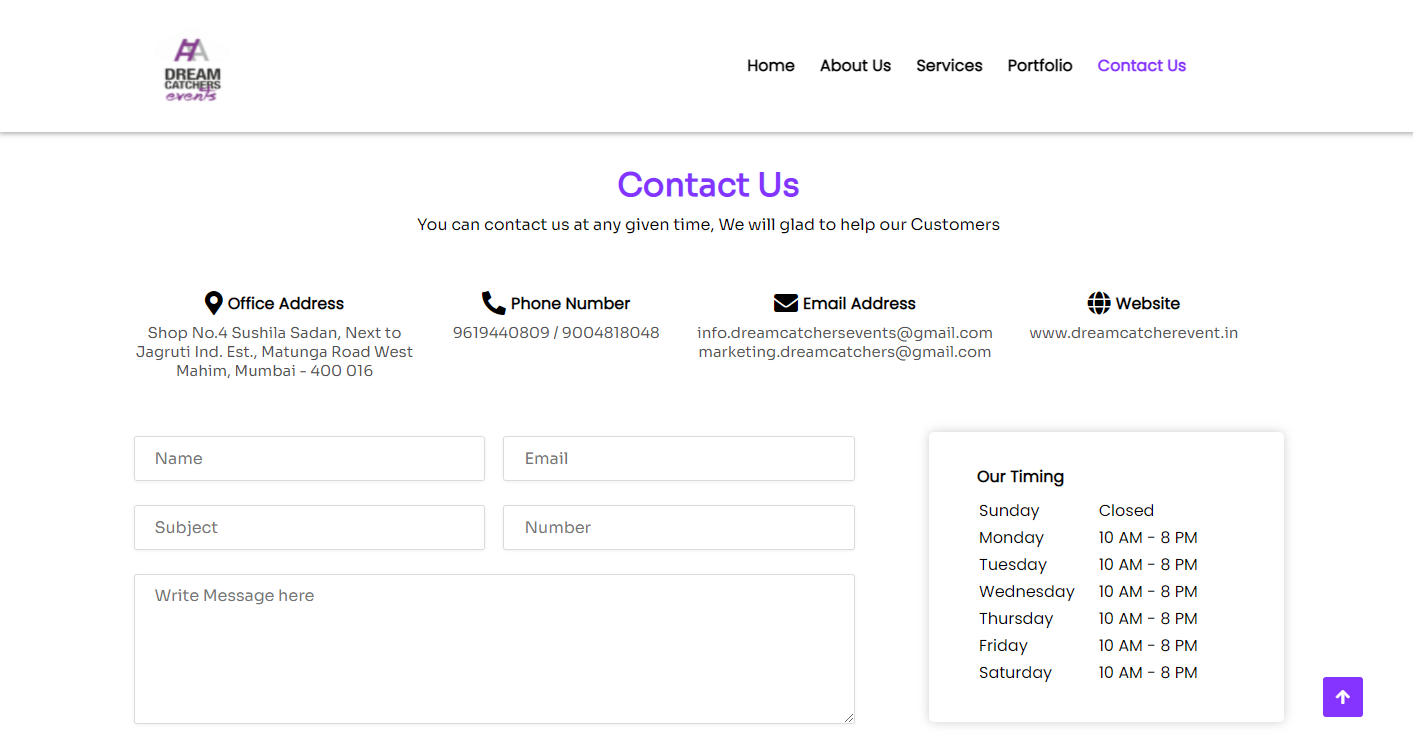 DREAM
CATCHERS
events
Home About Us Services Portfolio Contact Us
Contact Us
You can contact us at any given time, We will glad to help our Customers
Office Address
Shop No.4 Sushila Sadan, Next to
Jagruti Ind. Est., Matunga Road West
Mahim, Mumbai - 400 016
Phone Number
9619440809 / 9004818048
Email Address
info.dreamcatchersevents@gmail.com
marketing.dreamcatchers@gmail.com
Website
www.dreamcatcherevent.in
Name
Email
Subject
Number
Write Message here
Our Timing
Sunday Closed
Monday 10 AM - 8 PM
Tuesday 10 AM - 8 PM
Wednesday 10 AM - 8 PM
Thursday 10 AM - 8 PM
Friday 10 AM - 8 PM
Saturday 10 AM - 8 PM